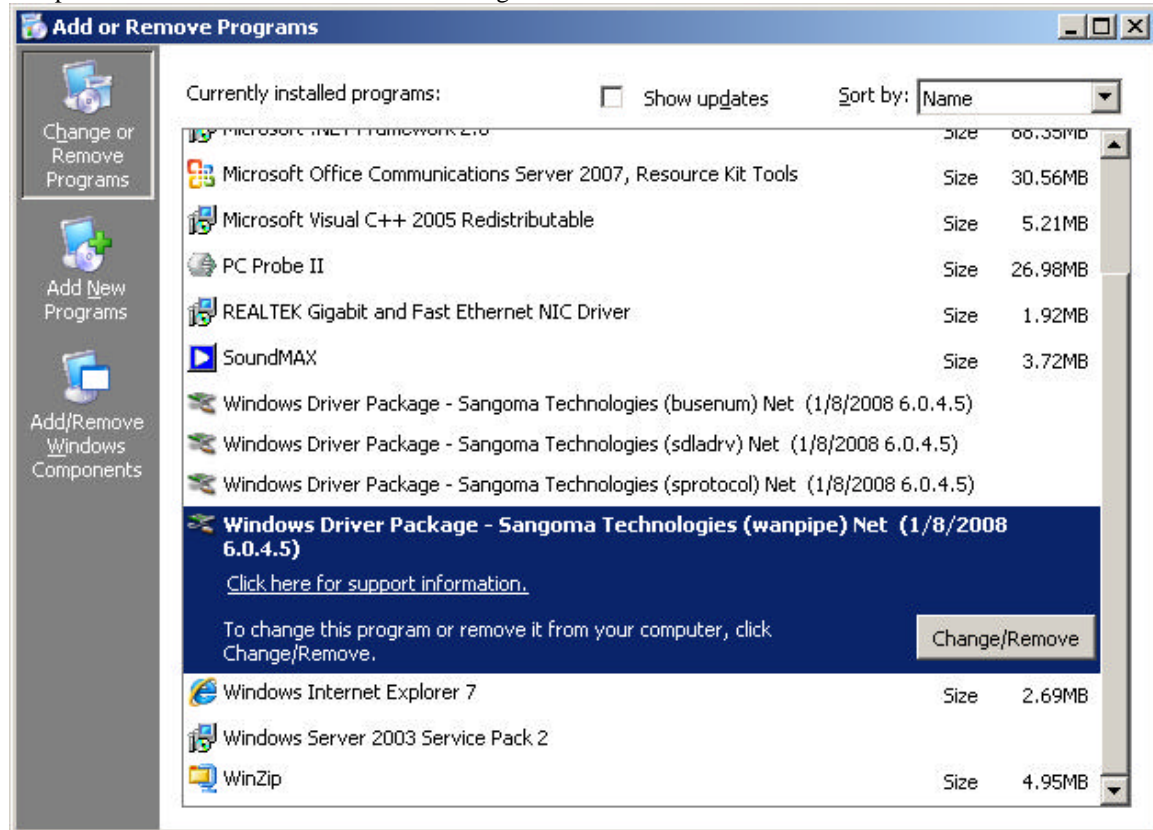 Add or Remove Programs
Change or
Remove
Programs
Add New
Programs
Add/Remove
Windows
Components
Currently installed programs:
Show updates
Sort by: Name
Microsoft .NET Framework 2.0 Size 88.35MB
Microsoft Office Communications Server 2007, Resource Kit Tools Size 30.56MB
Microsoft Visual C++ 2005 Redistributable Size 5.21MB
PC Probe II Size 26.98MB
REALTEK Gigabit and Fast Ethernet NIC Driver Size 1.92MB
SoundMAX Size 3.72MB
Windows Driver Package - Sangoma Technologies (busenum) Net (1/8/2008 6.0.4.5)
Windows Driver Package - Sangoma Technologies (sdladrv) Net (1/8/2008 6.0.4.5)
Windows Driver Package - Sangoma Technologies (sprotocol) Net (1/8/2008 6.0.4.5)
Windows Driver Package - Sangoma Technologies (wanpipe) Net (1/8/2008
6.0.4.5)
Click here for support information.
To change this program or remove it from your computer, click
Change/Remove.
Change/Remove
Windows Internet Explorer 7 Size 2.69MB
Windows Server 2003 Service Pack 2
WinZip Size 4.95MB